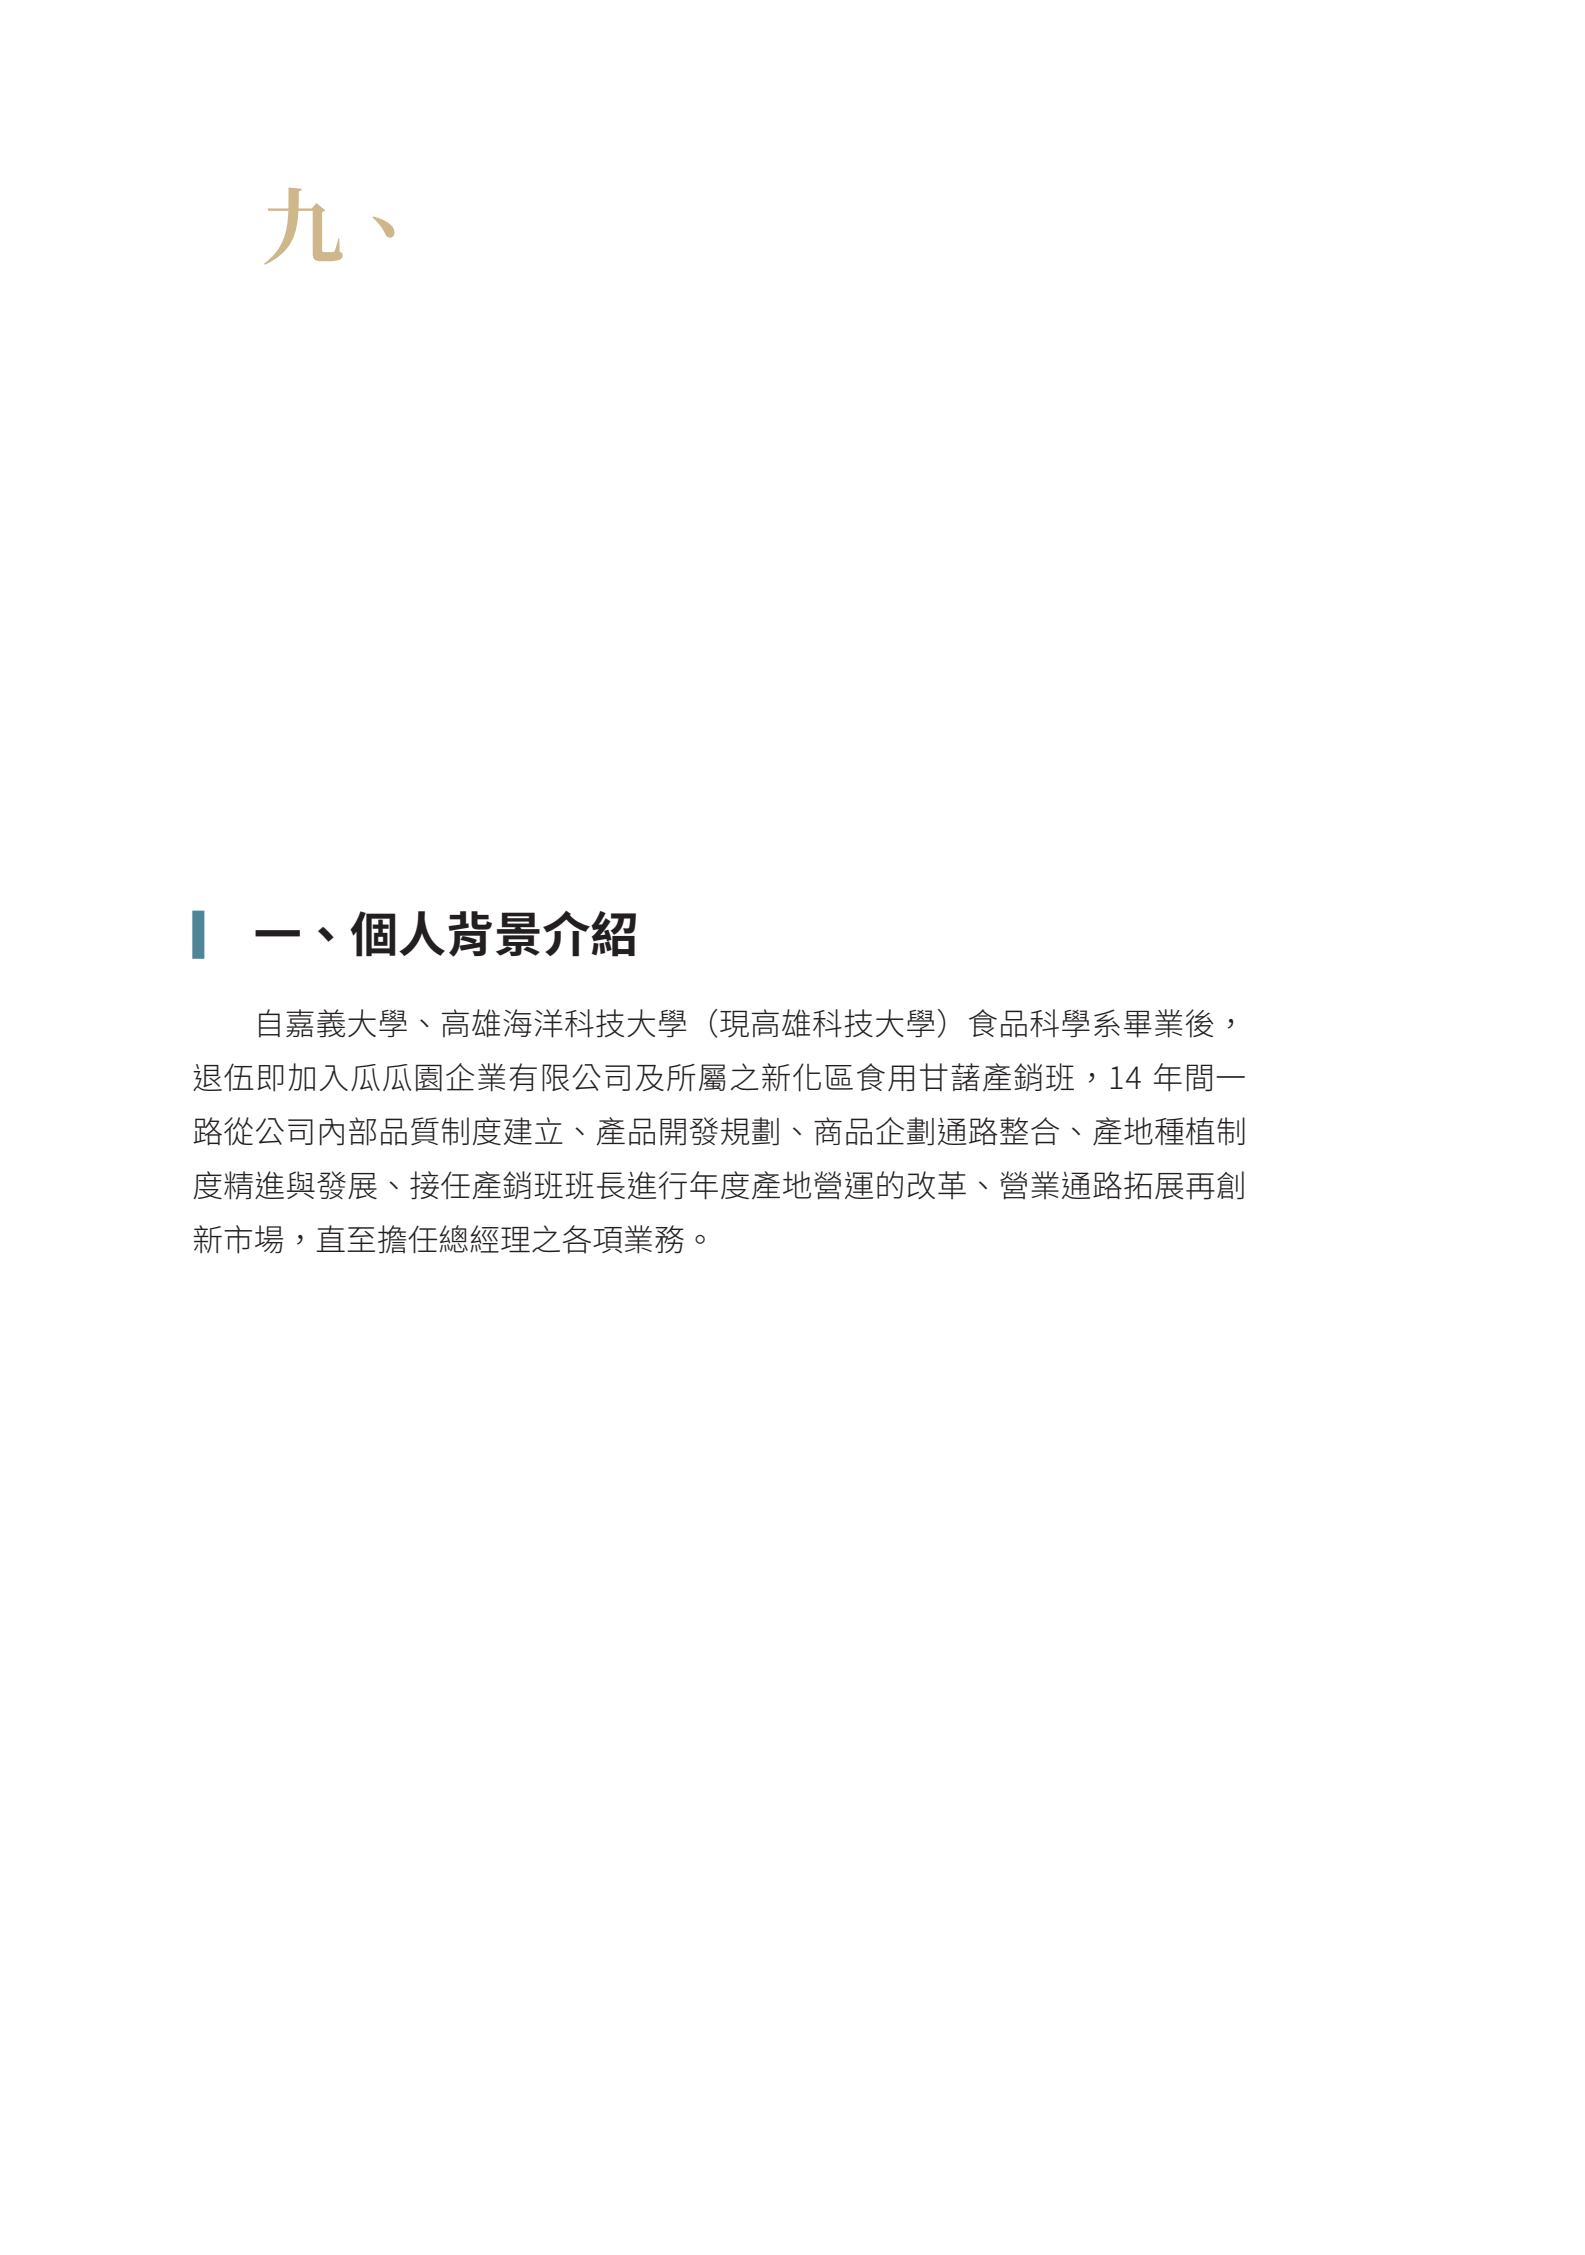 九、
一、個人背景介紹
自嘉義大學、高雄海洋科技大學（現高雄科技大學）食品科學系畢業後，
退伍即加入瓜瓜園企業有限公司及所屬之新化區食用甘藷產銷班，14 年間一
路從公司內部品質制度建立、產品開發規劃、商品企劃通路整合、產地種植制
度精進與發展、接任產銷班班長進行年度產地營運的改革、營業通路拓展再創
新市場，直至擔任總經理之各項業務。